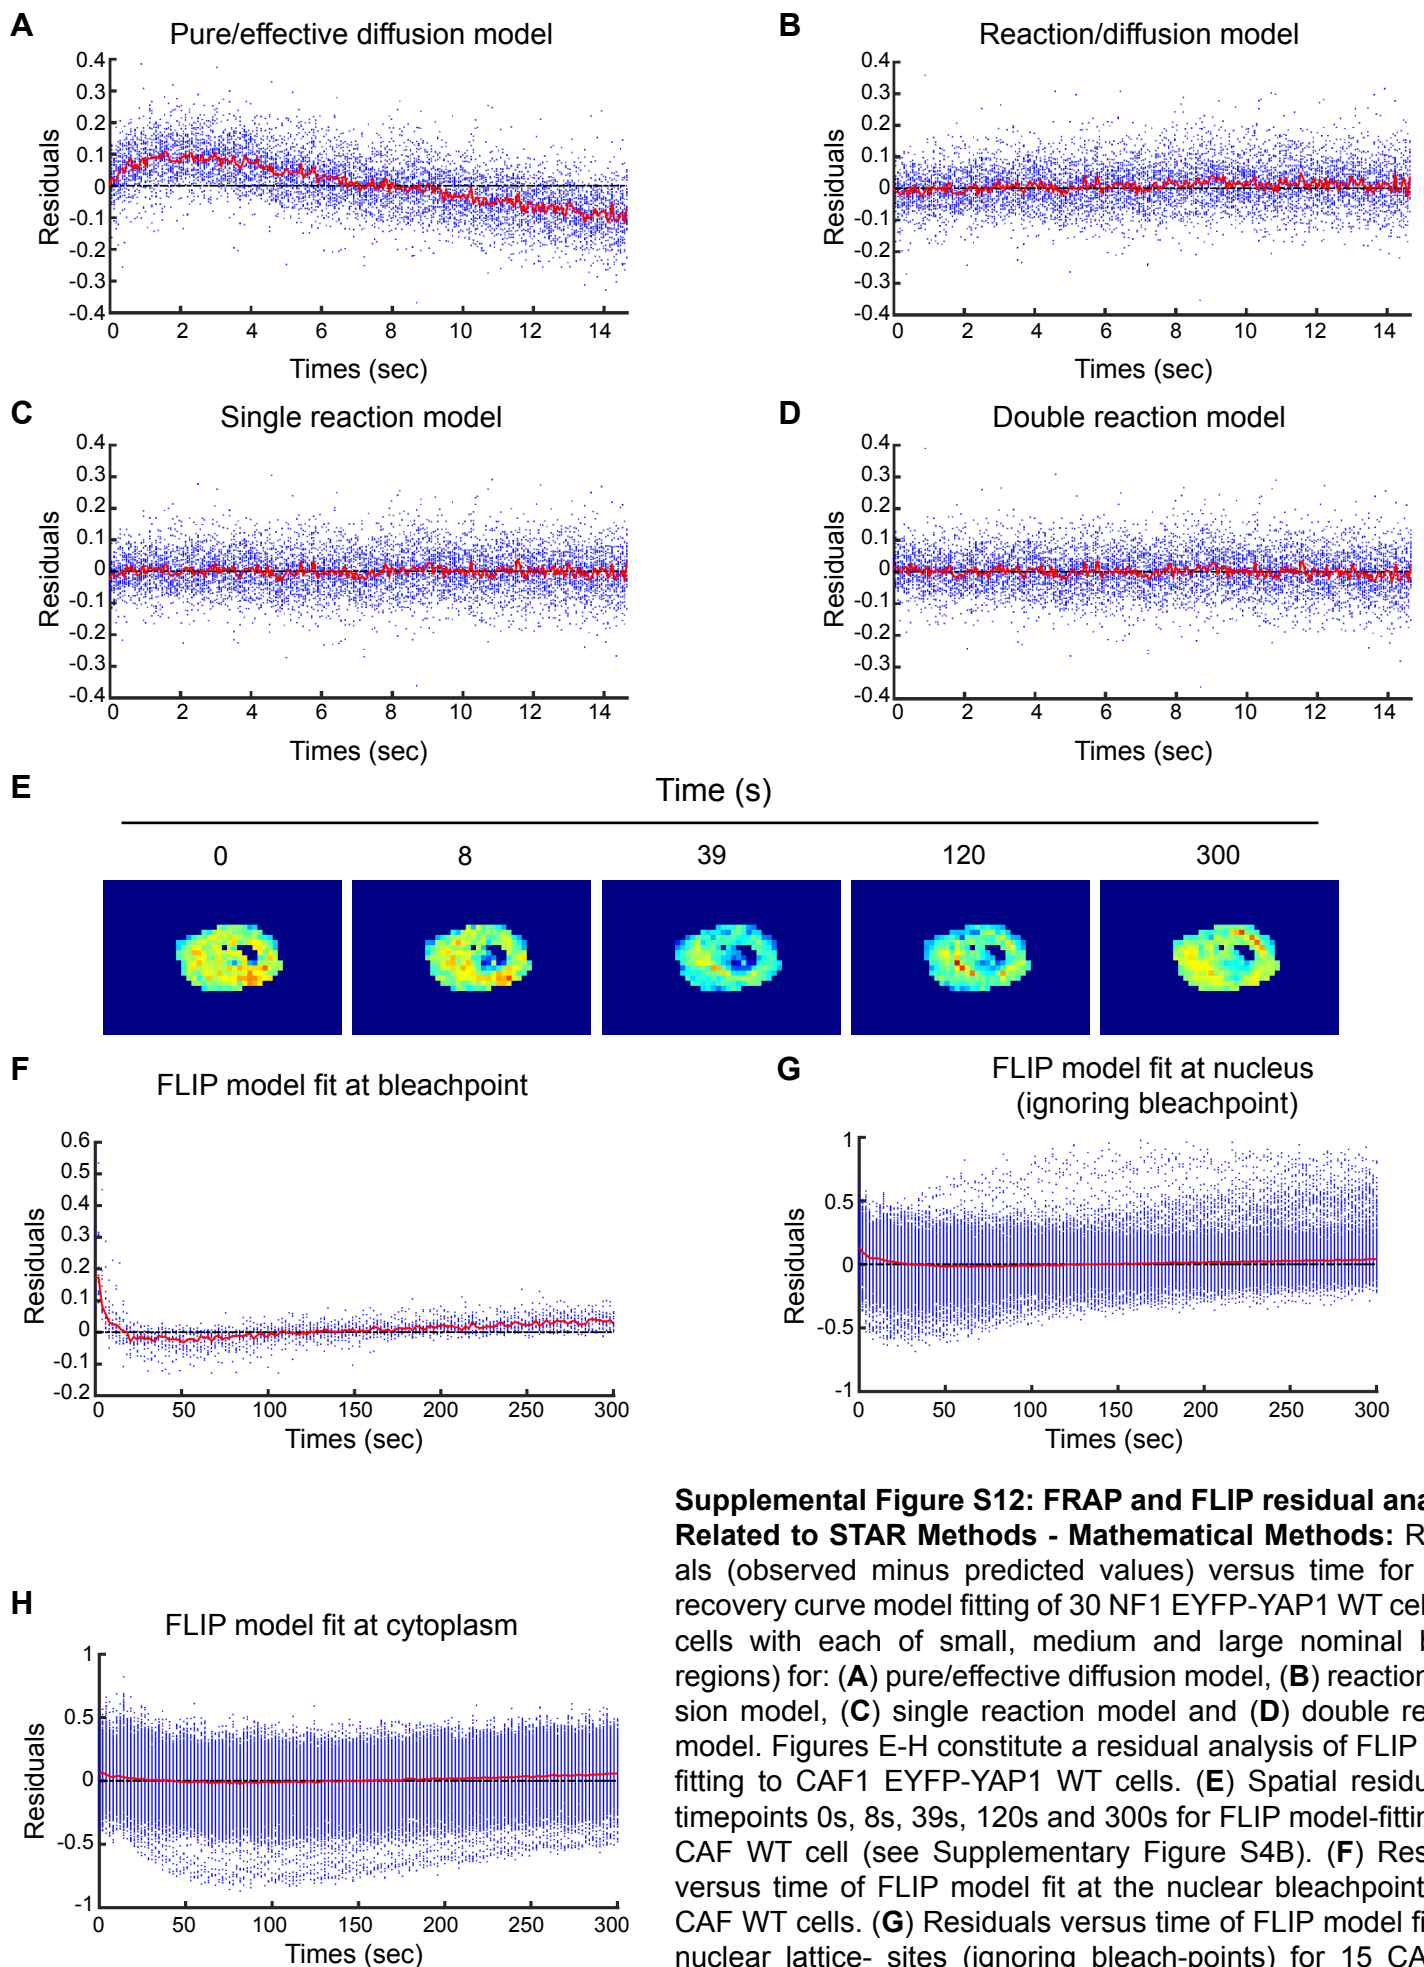 A
Pure/effective diffusion model
Residuals
0.4
0.3
0.2
0.1
0
-0.1
-0.2
-0.3
-0.4
0 2 4 6 8 10 12 14
Times (sec)
B
Reaction/diffusion model
Residuals
0.4
0.3
0.2
0.1
0
-0.1
-0.2
-0.3
-0.4
0 2 4 6 8 10 12 14
Times (sec)
C
Single reaction model
Residuals
0.4
0.3
0.2
0.1
0
-0.1
-0.2
-0.3
-0.4
0 2 4 6 8 10 12 14
Times (sec)
D
Double reaction model
Residuals
0.4
0.3
0.2
0.1
0
-0.1
-0.2
-0.3
-0.4
0 2 4 6 8 10 12 14
Times (sec)
E
Time (s)
0 8 39 120 300
F
FLIP model fit at bleachpoint
Residuals
0.6
0.5
0.4
0.3
0.2
0.1
0
-0.1
-0.2
0 50 100 150 200 250 300
Times (sec)
G
FLIP model fit at nucleus
(ignoring bleachpoint)
Residuals
1
0.5
0
-0.5
-1
0 50 100 150 200 250 300
Times (sec)
H
FLIP model fit at cytoplasm
Residuals
1
0.5
0
-0.5
-1
0 50 100 150 200 250 300
Times (sec)
Supplemental Figure S12: FRAP and FLIP residual ana
Related to STAR Methods - Mathematical Methods: R
als (observed minus predicted values) versus time for
recovery curve model fitting of 30 NF1 EYFP-YAP1 WT cel
cells with each of small, medium and large nominal b
regions) for: (A) pure/effective diffusion model, (B) reaction
sion model, (C) single reaction model and (D) double re
model. Figures E-H constitute a residual analysis of FLIP
fitting to CAF1 EYFP-YAP1 WT cells. (E) Spatial residu
timepoints 0s, 8s, 39s, 120s and 300s for FLIP model-fittin
CAF WT cell (see Supplementary Figure S4B). (F) Res
versus time of FLIP model fit at the nuclear bleachpoint
CAF WT cells. (G) Residuals versus time of FLIP model fi
nuclear lattice- sites (ignoring bleach-points) for 15 CA